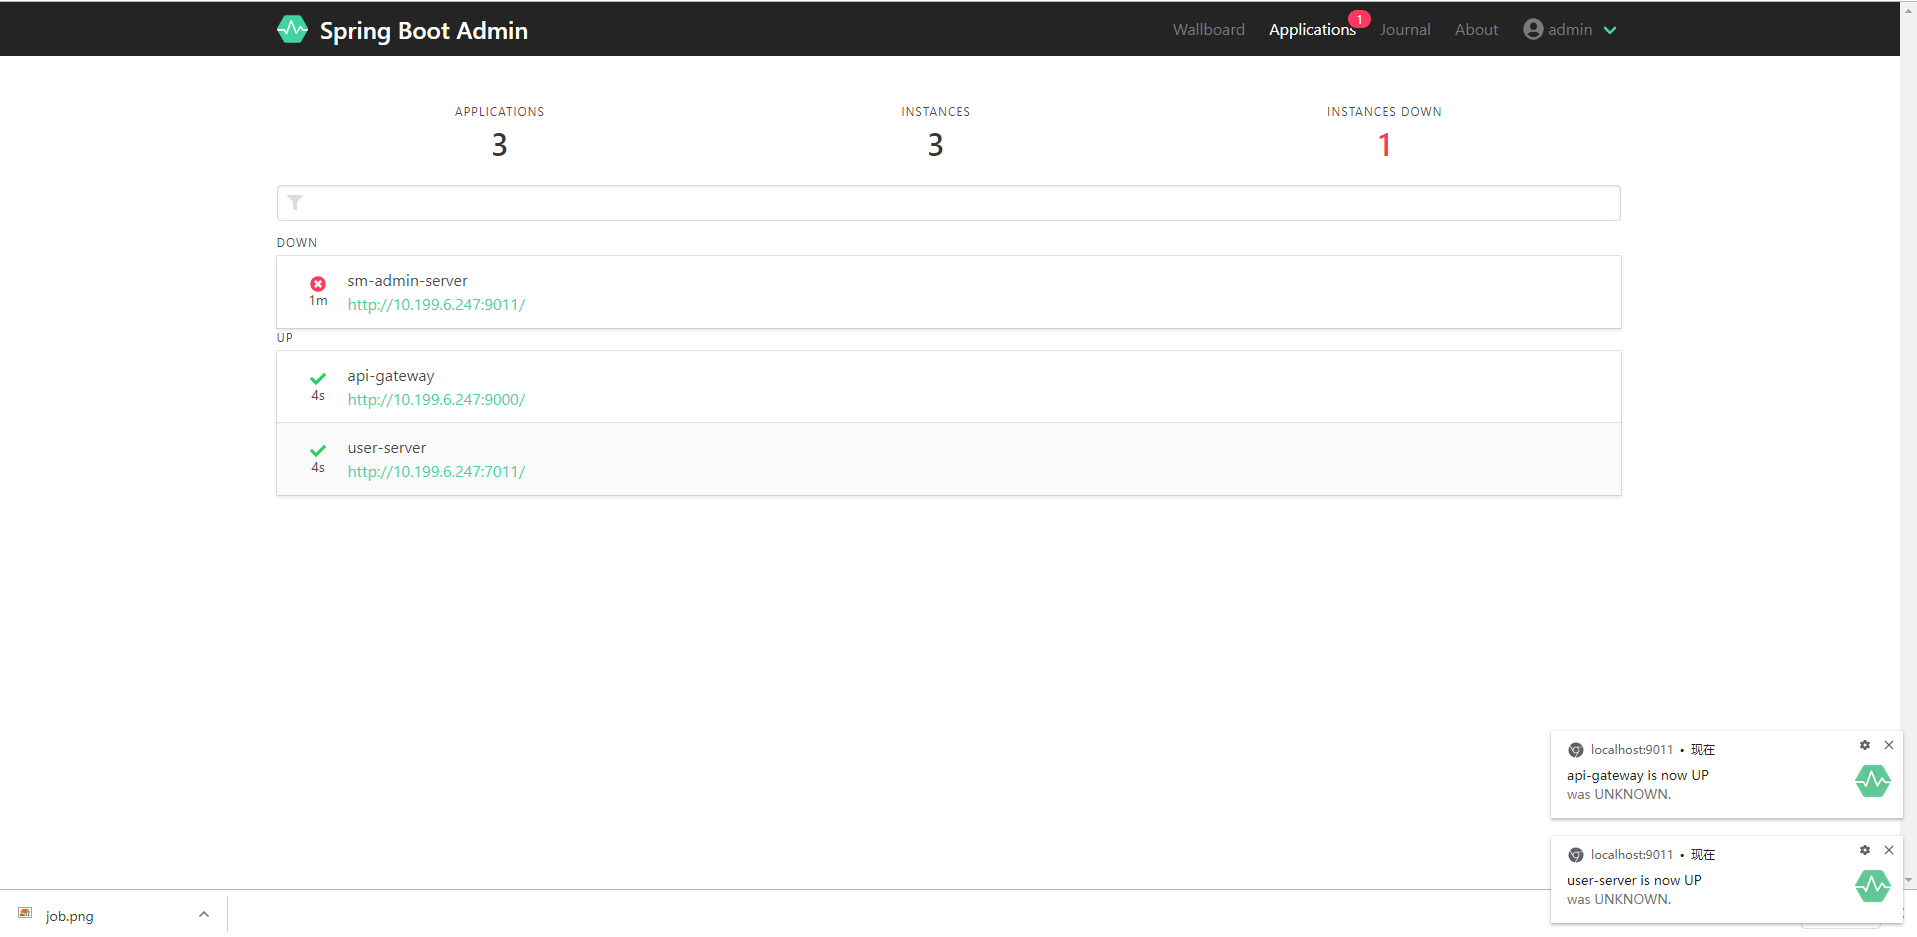 Spring Boot Admin
Wallboard
Applications
1
Journal
About
admin
APPLICATIONS
3
INSTANCES
3
INSTANCES DOWN
1
DOWN
sm-admin-server
1m
http://10.199.6.247:9011/
UP
api-gateway
4s
http://10.199.6.247:9000/
user-server
4s
http://10.199.6.247:7011/
localhost:9011 • 现在
api-gateway is now UP
was UNKNOWN.
localhost:9011 • 现在
user-server is now UP
was UNKNOWN.
job.png